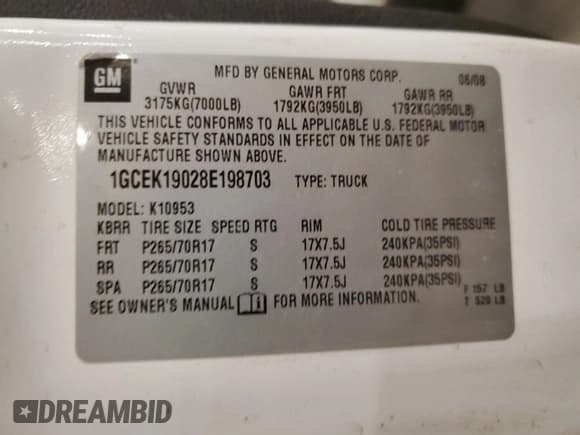 GM
MFD BY GENERAL MOTORS CORP. 06/08
GVWR GAWR FRT GAWR RR
3175KG(7000LB) 1792KG(3950LB) 1792KG(3950LB)
THIS VEHICLE CONFORMS TO ALL APPLICABLE U.S. FEDERAL MOTOR
VEHICLE SAFETY STANDARDS IN EFFECT ON THE DATE OF
MANUFACTURE SHOWN ABOVE.
1GCEK19028E198703 TYPE: TRUCK
MODEL: K10953
KBRR TIRE SIZE SPEED RTG RIM COLD TIRE PRESSURE
FRT P265/70R17 S 17X7.5J 240KPA(35PSI)
RR P265/70R17 S 17X7.5J 240KPA(35PSI)
SPA P265/70R17 S 17X7.5J 240KPA(35PSI)
SEE OWNER'S MANUAL FOR MORE INFORMATION.
F 157 LB
T 529 LB
DREAMBID